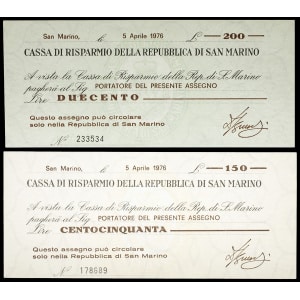 San Marino, li 5 Aprile 1976 L. 200
CASSA DI RISPARMIO DELLA REPUBBLICA DI SAN MARINO
A vista la Cassa di Risparmio della Rep. di S. Marino
pagherà al Sig. PORTATORE DEL PRESENTE ASSEGNO
Lire DUECENTO
Questo assegno può circolare
solo nella Repubblica di San Marino
N° 233534
San Marino, li 5 Aprile 1976 L. 150
CASSA DI RISPARMIO DELLA REPUBBLICA DI SAN MARINO
A vista la Cassa di Risparmio della Rep. di S. Marino
pagherà al Sig. PORTATORE DEL PRESENTE ASSEGNO
Lire CENTOCINQUANTA
Questo assegno può circolare
solo nella Repubblica di San Marino
N° 178689